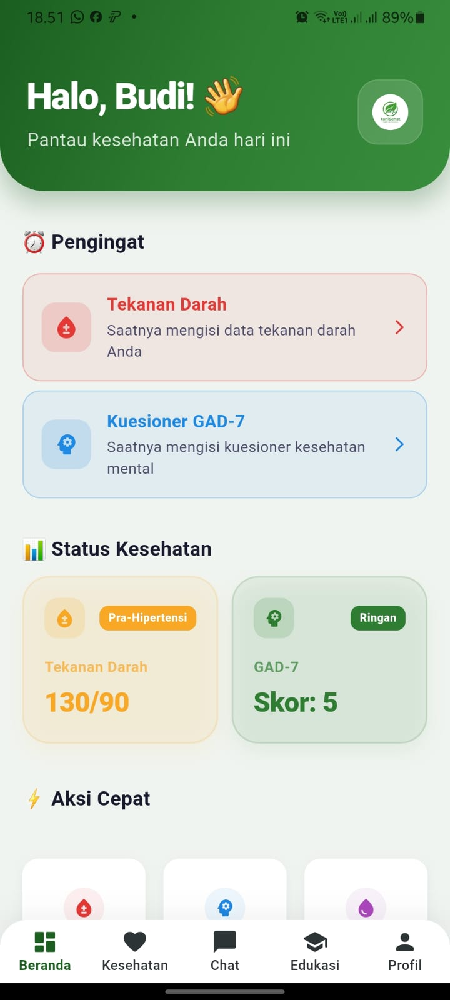 18.51
Vo))
LTE1
89%
Halo, Budi! 👋
Pantau kesehatan Anda hari ini
TaniSehat
⏰ Pengingat
Tekanan Darah
Saatnya mengisi data tekanan darah
Anda
Kuesioner GAD-7
Saatnya mengisi kuesioner kesehatan
mental
📊 Status Kesehatan
Pra-Hipertensi
Tekanan Darah
130/90
Ringan
GAD-7
Skor: 5
⚡ Aksi Cepat
Beranda
Kesehatan
Chat
Edukasi
Profil